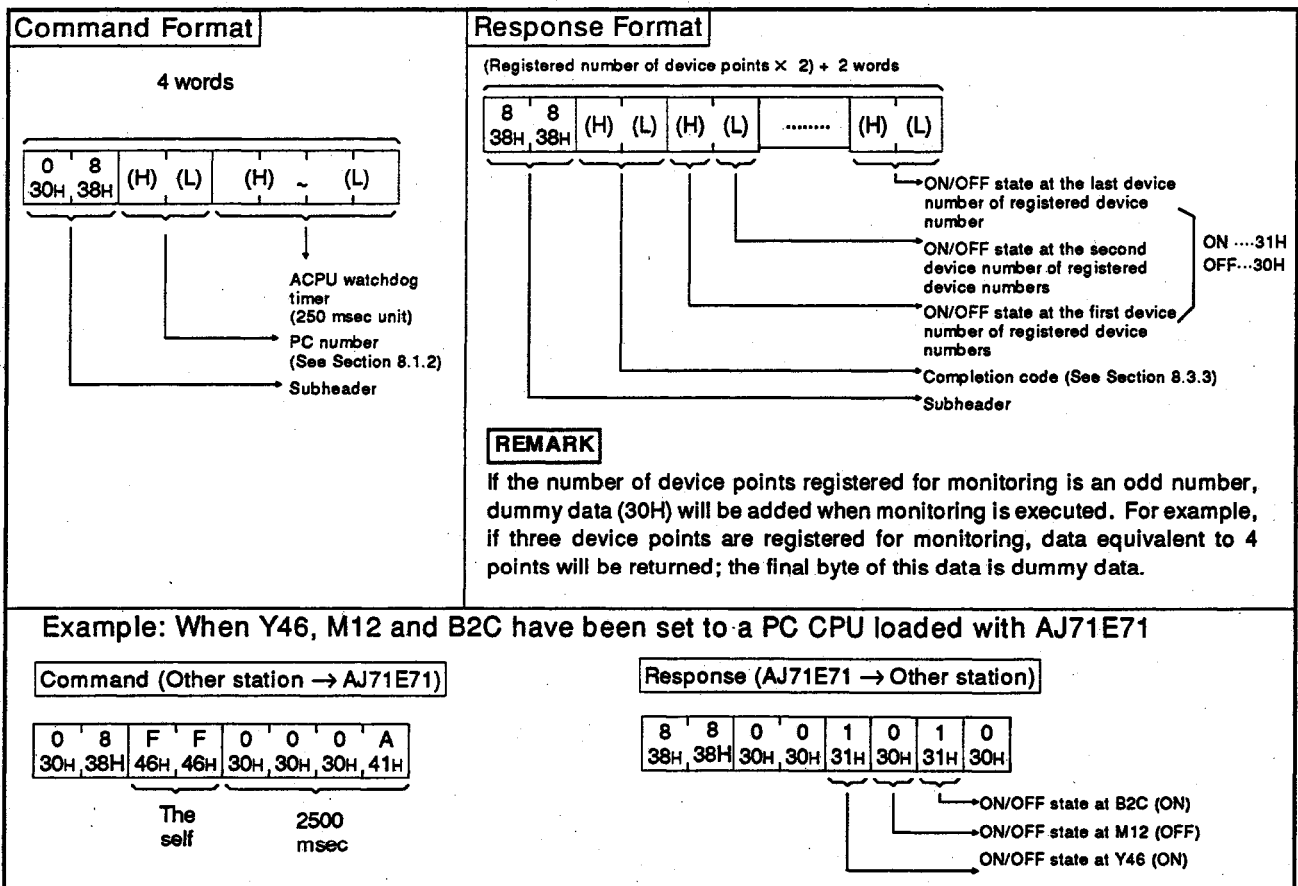 Command Format
4 words
0 8 (H) (L) (H) ~ (L)
30H 38H
ACPU watchdog
timer
(250 msec unit)
PC number
(See Section 8.1.2)
Subheader
Response Format
(Registered number of device points × 2) + 2 words
8 8 (H) (L) (H) (L) ········ (H) (L)
38H 38H
ON/OFF state at the last device
number of registered device
number
ON/OFF state at the second
device number of registered
device numbers
ON/OFF state at the first device
number of registered device
numbers
ON ····31H
OFF···30H
Completion code (See Section 8.3.3)
Subheader
REMARK
If the number of device points registered for monitoring is an odd number,
dummy data (30H) will be added when monitoring is executed. For example,
if three device points are registered for monitoring, data equivalent to 4
points will be returned; the final byte of this data is dummy data.
Example: When Y46, M12 and B2C have been set to a PC CPU loaded with AJ71E71
Command (Other station → AJ71E71)
0 8 F F 0 0 0 A
30H 38H 46H 46H 30H 30H 30H 41H
The
self
2500
msec
Response (AJ71E71 → Other station)
8 8 0 0 1 0 1 0
38H 38H 30H 30H 31H 30H 31H 30H
ON/OFF state at B2C (ON)
ON/OFF state at M12 (OFF)
ON/OFF state at Y46 (ON)